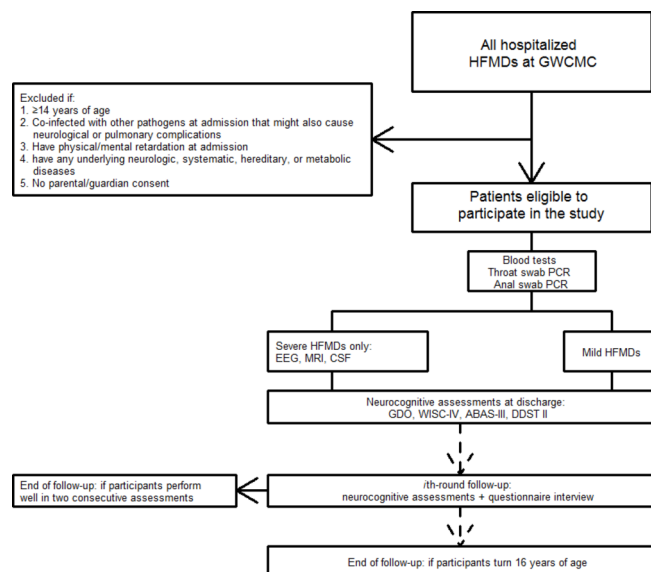 All hospitalized
HFMDs at GWCMC
Excluded if:
1. ≥14 years of age
2. Co-infected with other pathogens at admission that might also cause
neurological or pulmonary complications
3. Have physical/mental retardation at admission
4. have any underlying neurologic, systematic, hereditary, or metabolic
diseases
5. No parental/guardian consent
Patients eligible to
participate in the study
Blood tests
Throat swab PCR
Anal swab PCR
Severe HFMDs only:
EEG, MRI, CSF
Mild HFMDs
Neurocognitive assessments at discharge:
GDO, WISC-IV, ABAS-III, DDST II
End of follow-up: if participants perform
well in two consecutive assessments
ith-round follow-up:
neurocognitive assessments + questionnaire interview
End of follow-up: if participants turn 16 years of age